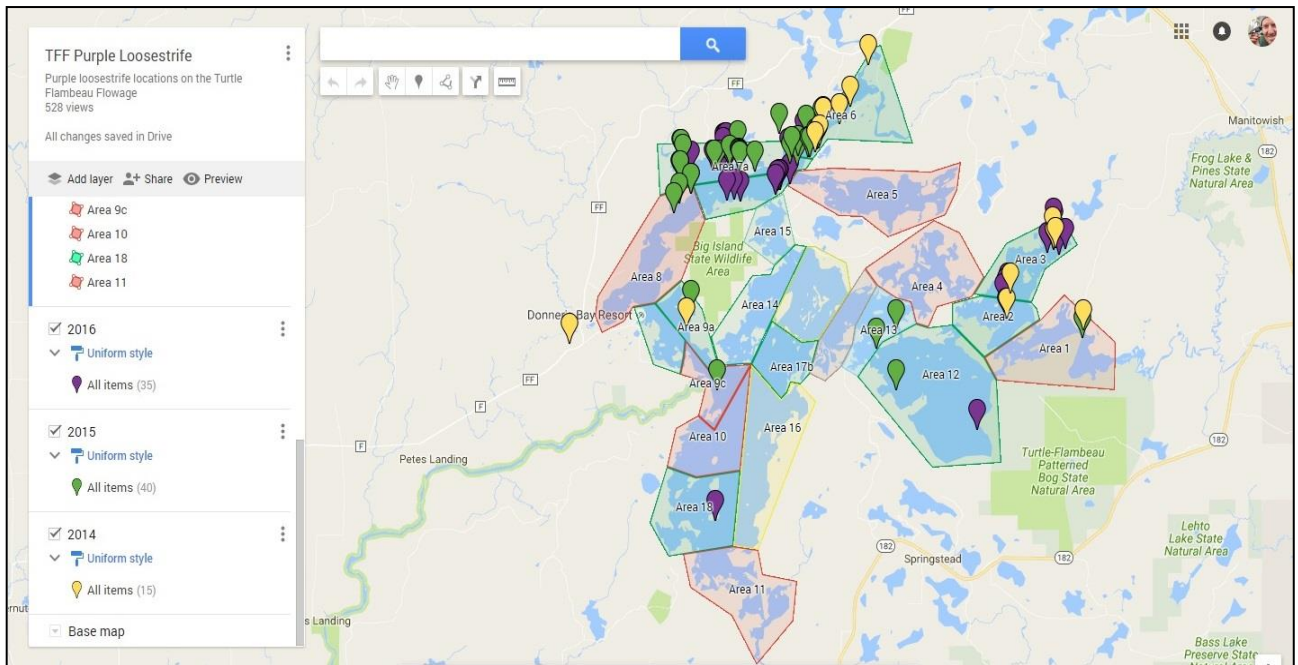 TFF Purple Loosestrife
Purple loosestrife locations on the Turtle
Flambeau Flowage
528 views
All changes saved in Drive
Add layer Share Preview
Area 9c
Area 10
Area 18
Area 11
2016
Uniform style
All items (35)
2015
Uniform style
All items (40)
2014
Uniform style
All items (15)
Base map
FF
FF
Manitowish
182
Frog Lake &
Pines State
Natural Area
Area 6
Area 7a
Area 5
FF
Area 15
Big Island
State Wildlife
Area
Area 3
Area 8
Area 4
Area 14
Donner's Bay Resort
Area 9a
Area 13
Area 2
Area 1
Area 17b
Area 12
FF
Area 9c
F
Area 10
Area 16
F
Petes Landing
182
Turtle-Flambeau
Patterned
Bog State
Natural Area
Area 18
Lehto
Lake State
Natural Area
182
Springstead
182
Area 11
s Landing
Bass Lake
Preserve State